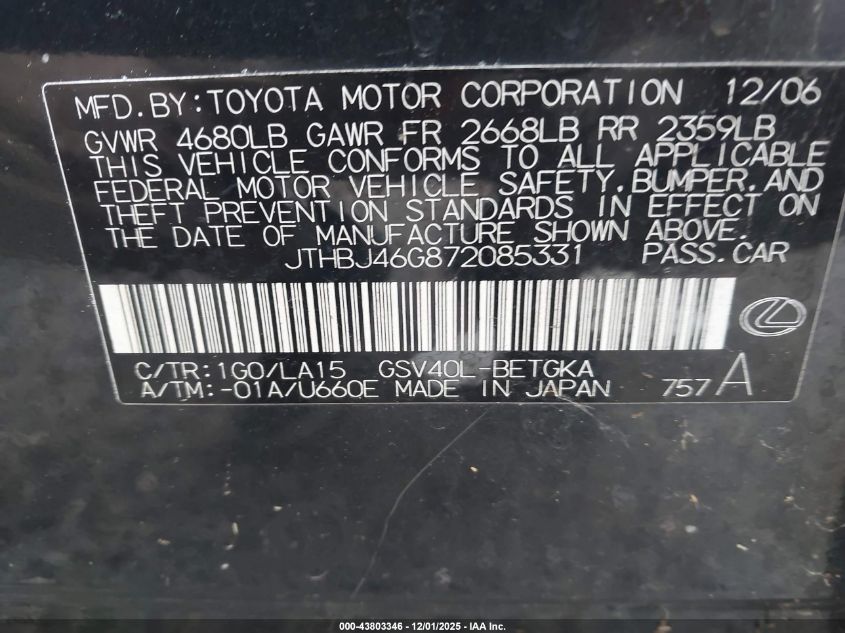 MFD.BY:TOYOTA MOTOR CORPORATION 12/06
GVWR 4680LB GAWR FR 2668LB RR 2359LB
THIS VEHICLE CONFORMS TO ALL APPLICABLE
FEDERAL MOTOR VEHICLE SAFETY.BUMPER.AND
THEFT PREVENTION STANDARDS IN EFFECT ON
THE DATE OF MANUFACTURE SHOWN ABOVE.
JTHBJ46G872085331 PASS.CAR
C/TR:1G0/LA15 GSV40L-BETGKA
A/TM:-01A/U660E MADE IN JAPAN 757A
000-43803346 - 12/01/2025 - IAA Inc.